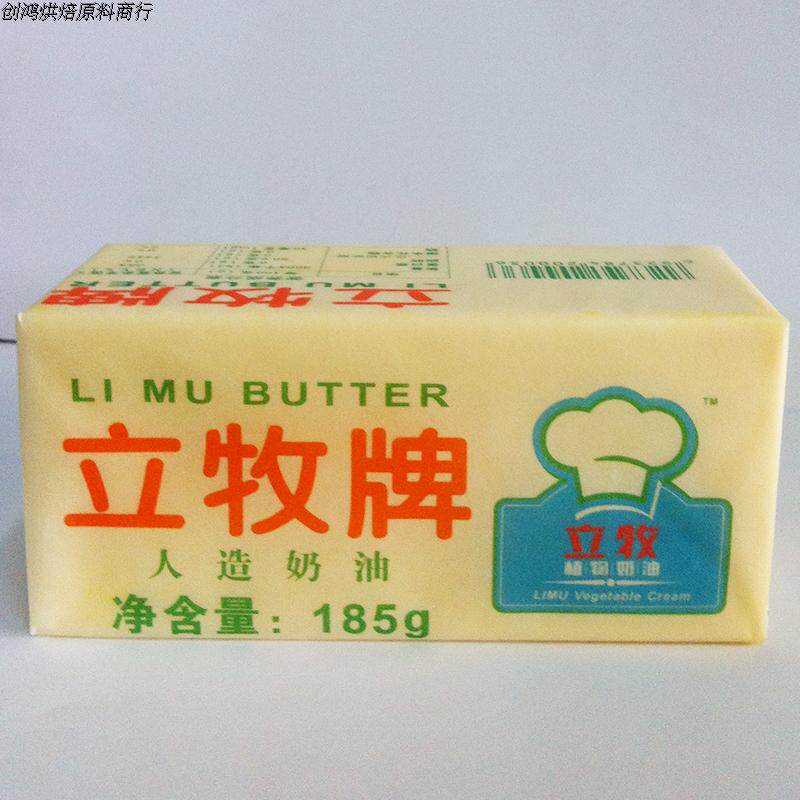 创鸿烘焙原料商行
LI MU BUTTER
立牧牌
LI MU BUTTER
立牧牌
人造奶油
净含量：185g
TM
立牧
植物奶油
LIMU Vegetable Cream